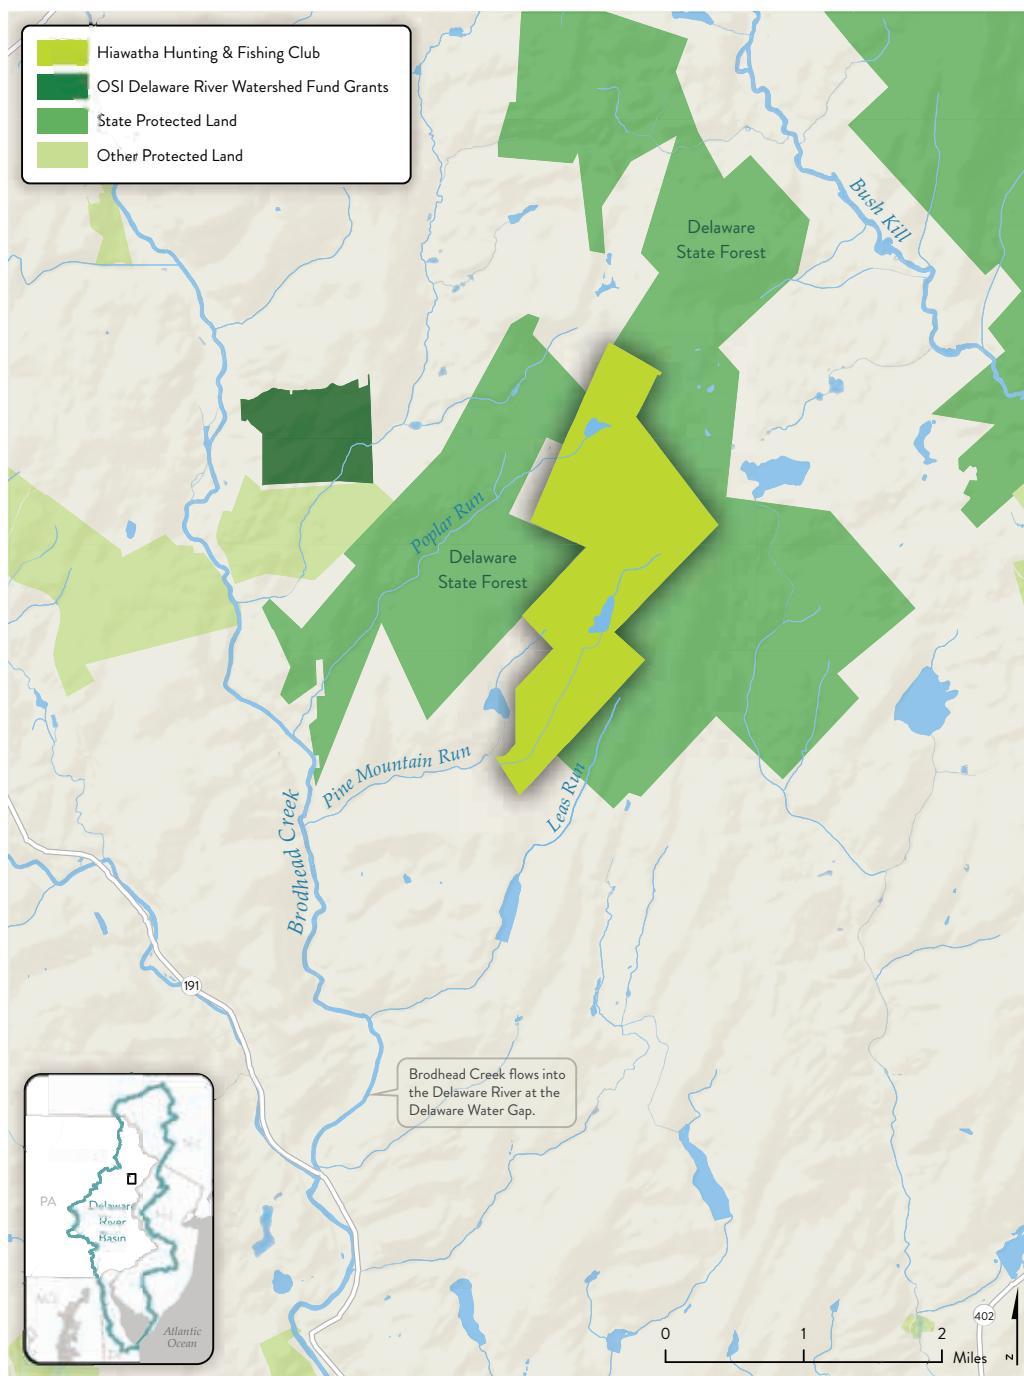 Hiawatha Hunting & Fishing Club
OSI Delaware River Watershed Fund Grants
State Protected Land
Other Protected Land
Bush Kill
Delaware
State Forest
Poplar Run
Delaware
State Forest
Pine Mountain Run
Leas Run
Brodhead Creek
191
Brodhead Creek flows into
the Delaware River at the
Delaware Water Gap.
PA
Delaware
River
Basin
Atlantic
Ocean
402
0 1 2
Miles
N